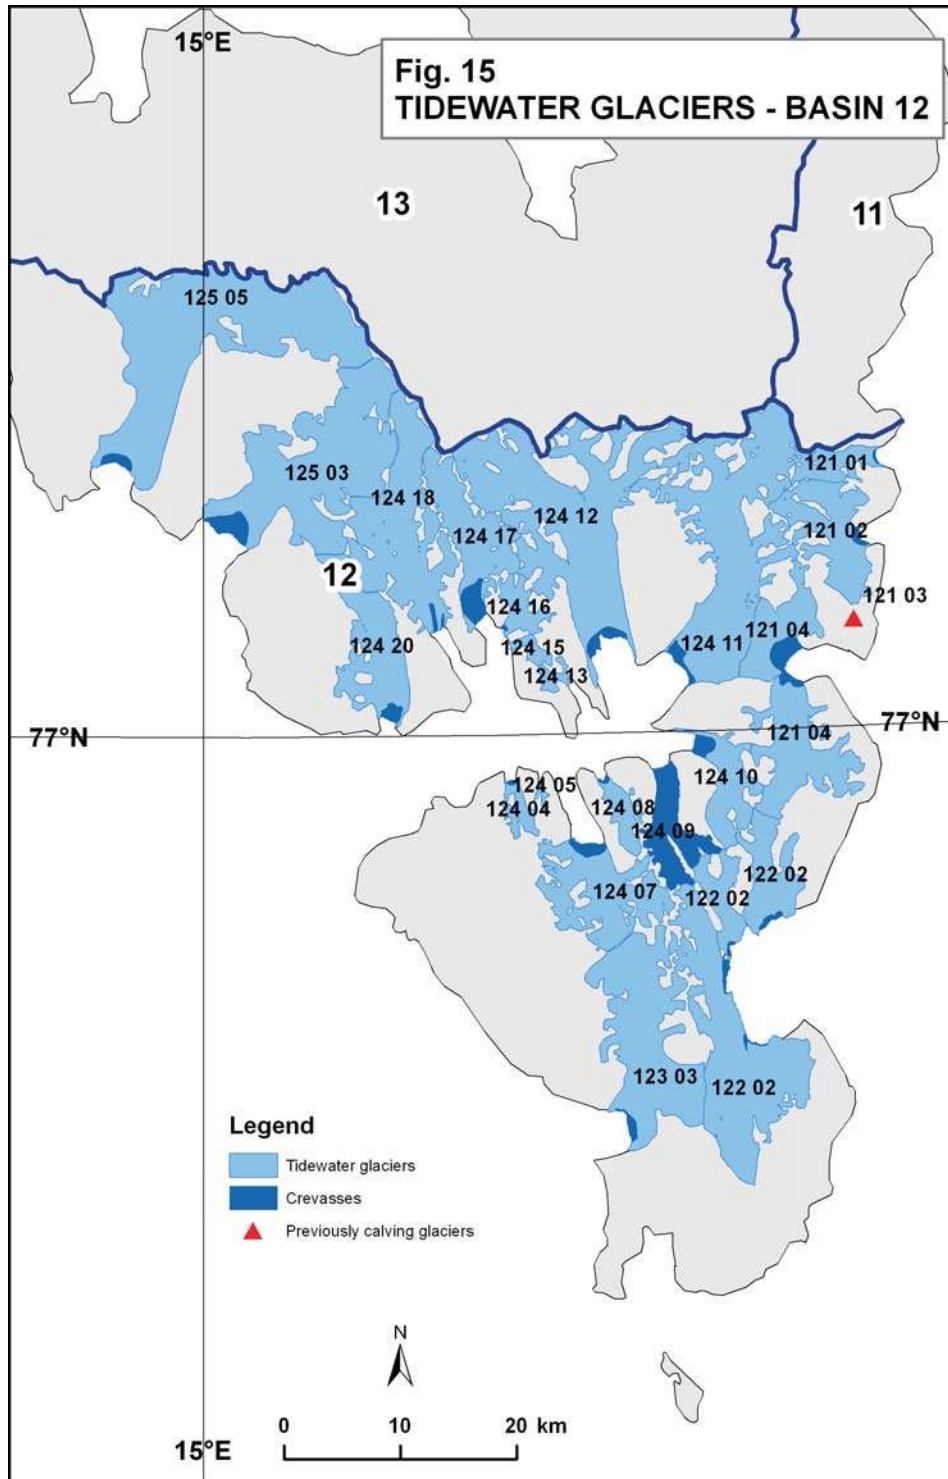 15°E
Fig. 15
TIDEWATER GLACIERS - BASIN 12
13
11
125 05
121 01
125 03
124 18
124 12
121 02
124 17
12
121 03
124 16
121 04
124 20
124 15
124 11
124 13
77°N
77°N
121 04
124 10
124 05
124 04
124 08
124 09
122 02
124 07
122 02
123 03
122 02
Legend
Tidewater glaciers
Crevasses
Previously calving glaciers
N
0 10 20 km
15°E